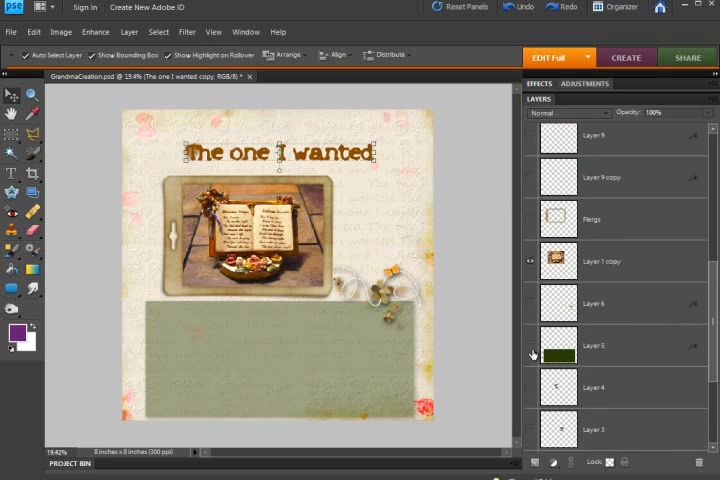 pse
Sign In
Create New Adobe ID
Reset Panels
Undo
Redo
Organizer
File Edit Image Enhance Layer Select Filter View Window Help
Auto Select Layer
Show Bounding Box
Show Highlight on Rollover
Arrange
Align
Distribute
EDIT Full
CREATE
SHARE
GrandmaCreation.psd @ 19.4% (The one I wanted copy, RGB/8) *
EFFECTS ADJUSTMENTS
LAYERS
Normal
Opacity: 100%
The one I wanted
Layer 9
Layer 9 copy
Layer 1 copy
Layer 6
Layer 5
Layer 4
Layer 3
19.42%
8 inches x 8 inches (300 ppi)
Lock:
PROJECT BIN